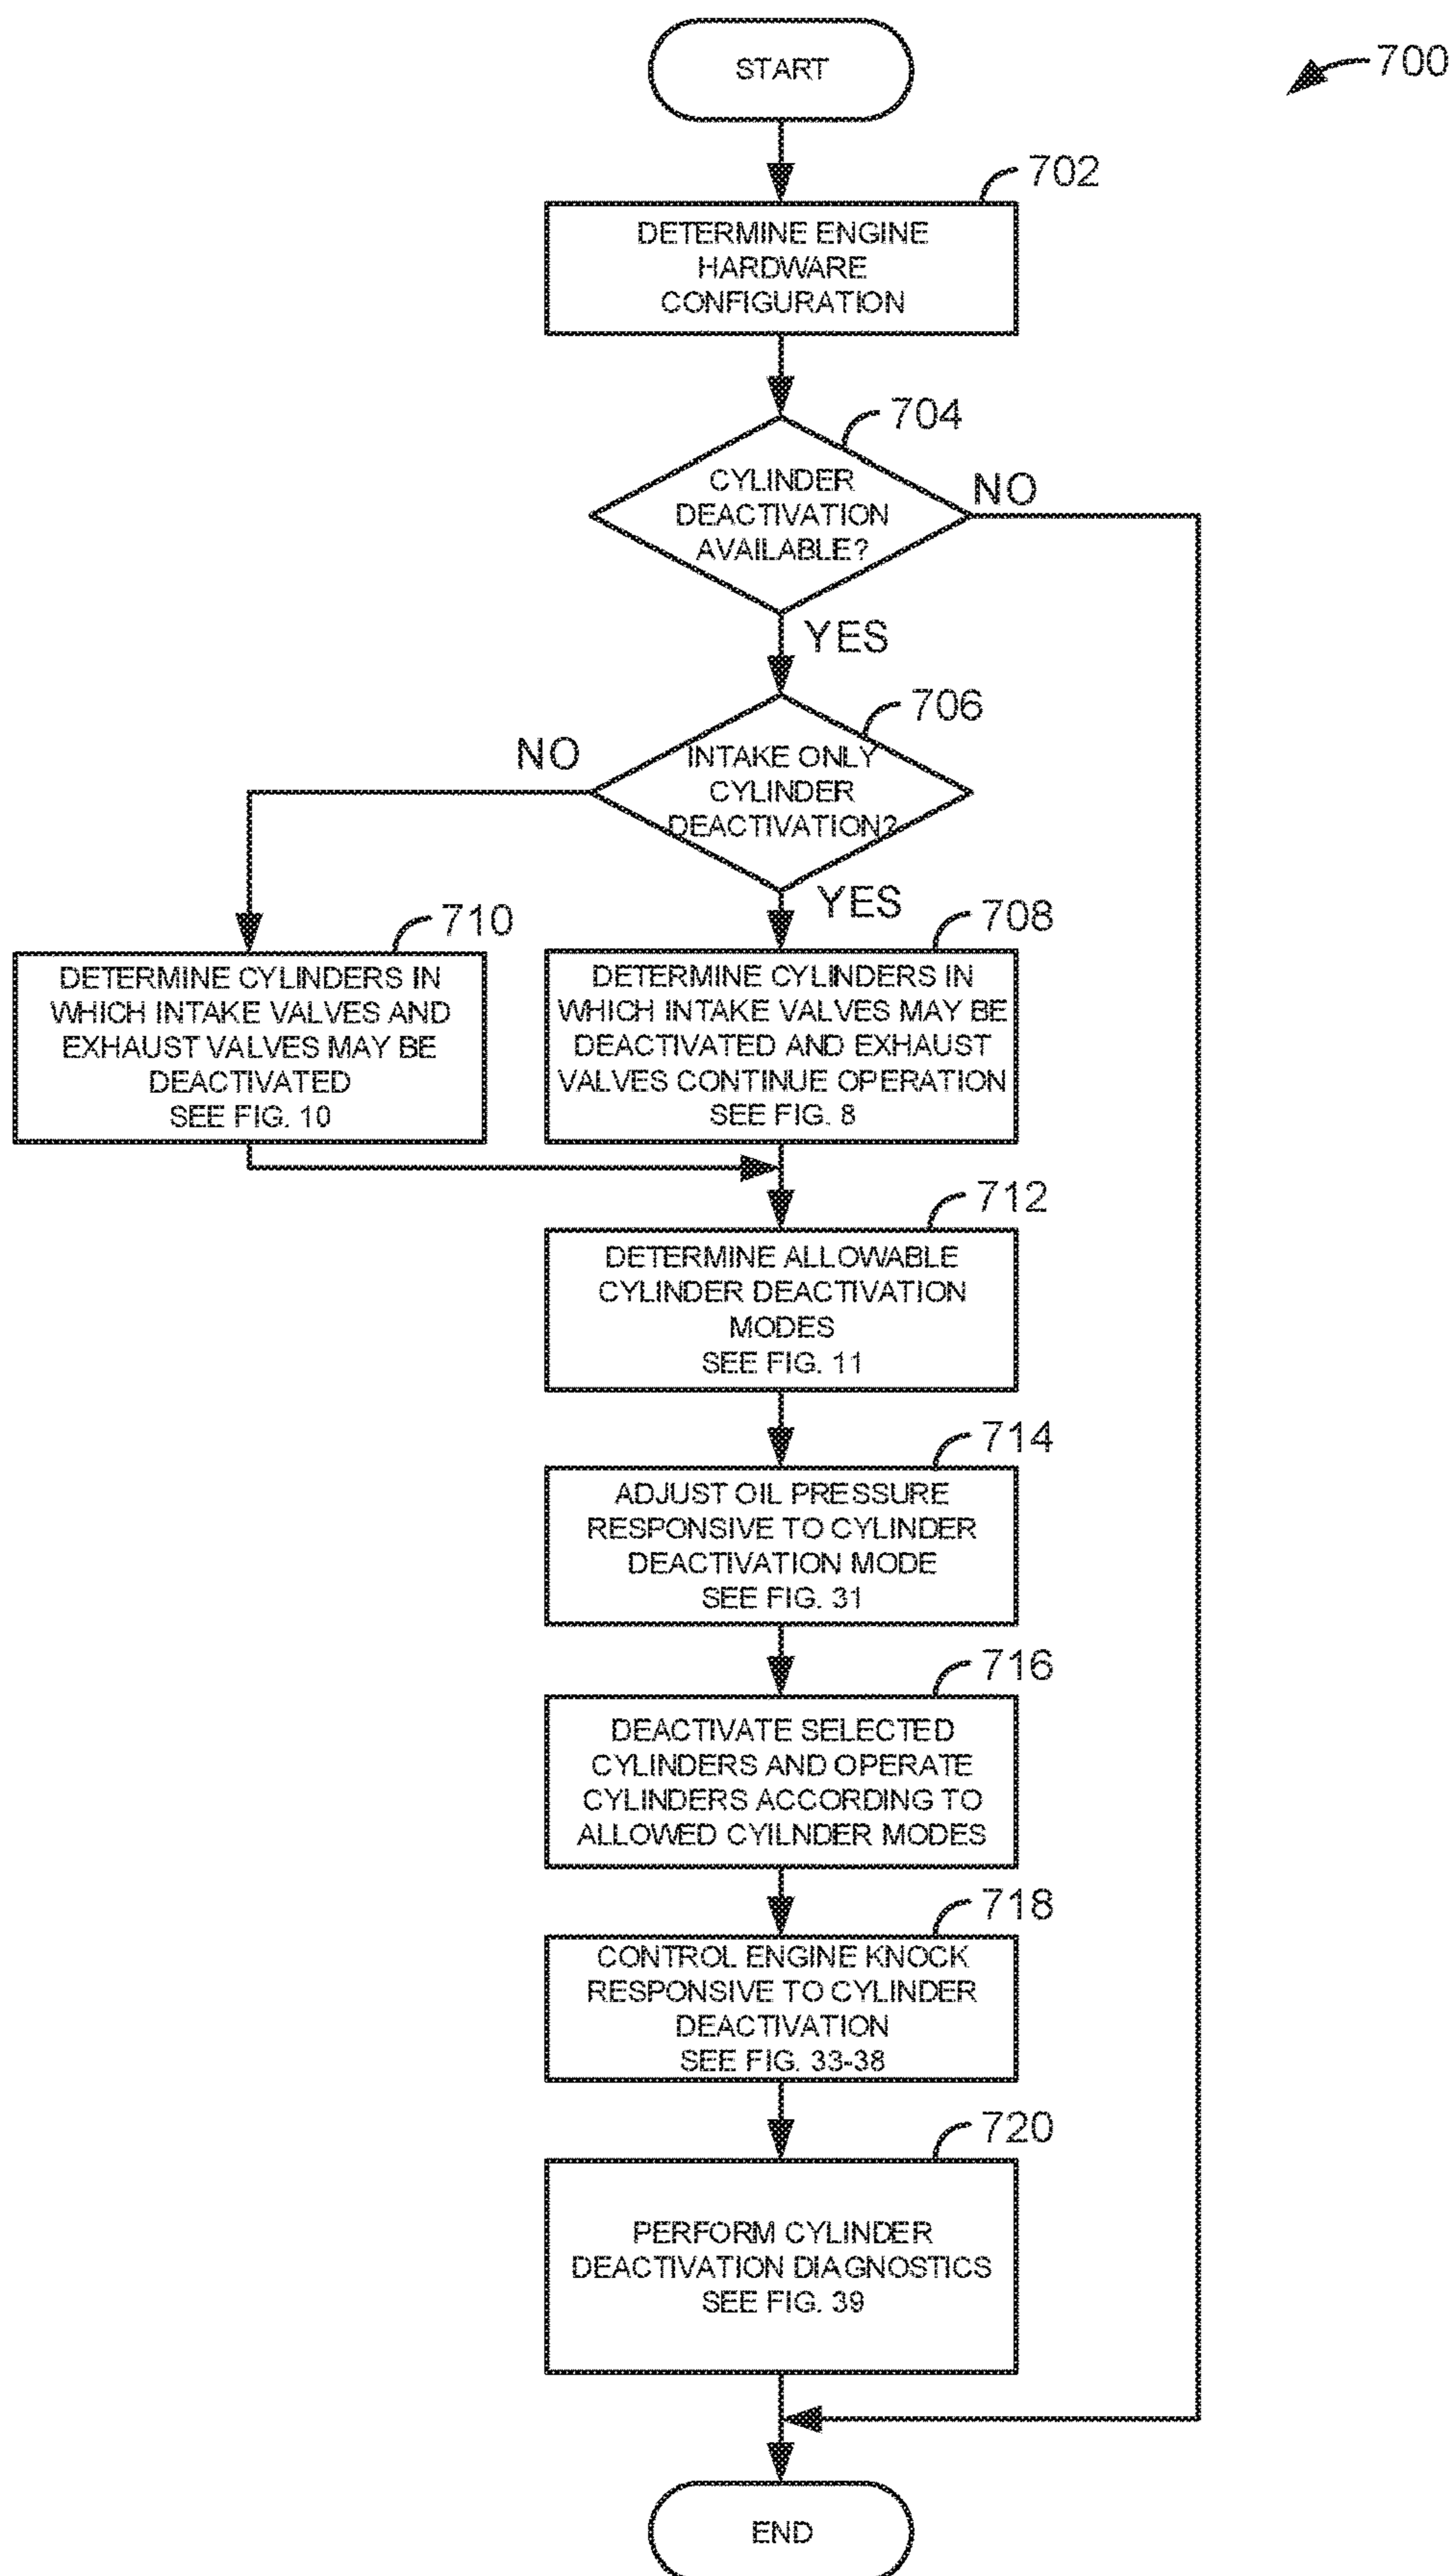 START
700
702
DETERMINE ENGINE
HARDWARE
CONFIGURATION
704
CYLINDER
DEACTIVATION
AVAILABLE?
NO
YES
706
INTAKE ONLY
CYLINDER
DEACTIVATION?
NO
YES
710
DETERMINE CYLINDERS IN
WHICH INTAKE VALVES AND
EXHAUST VALVES MAY BE
DEACTIVATED
SEE FIG. 10
708
DETERMINE CYLINDERS IN
WHICH INTAKE VALVES MAY BE
DEACTIVATED AND EXHAUST
VALVES CONTINUE OPERATION
SEE FIG. 8
712
DETERMINE ALLOWABLE
CYLINDER DEACTIVATION
MODES
SEE FIG. 11
714
ADJUST OIL PRESSURE
RESPONSIVE TO CYLINDER
DEACTIVATION MODE
SEE FIG. 31
716
DEACTIVATE SELECTED
CYLINDERS AND OPERATE
CYLINDERS ACCORDING TO
ALLOWED CYILNDER MODES
718
CONTROL ENGINE KNOCK
RESPONSIVE TO CYLINDER
DEACTIVATION
SEE FIG. 33-38
720
PERFORM CYLINDER
DEACTIVATION DIAGNOSTICS
SEE FIG. 39
END